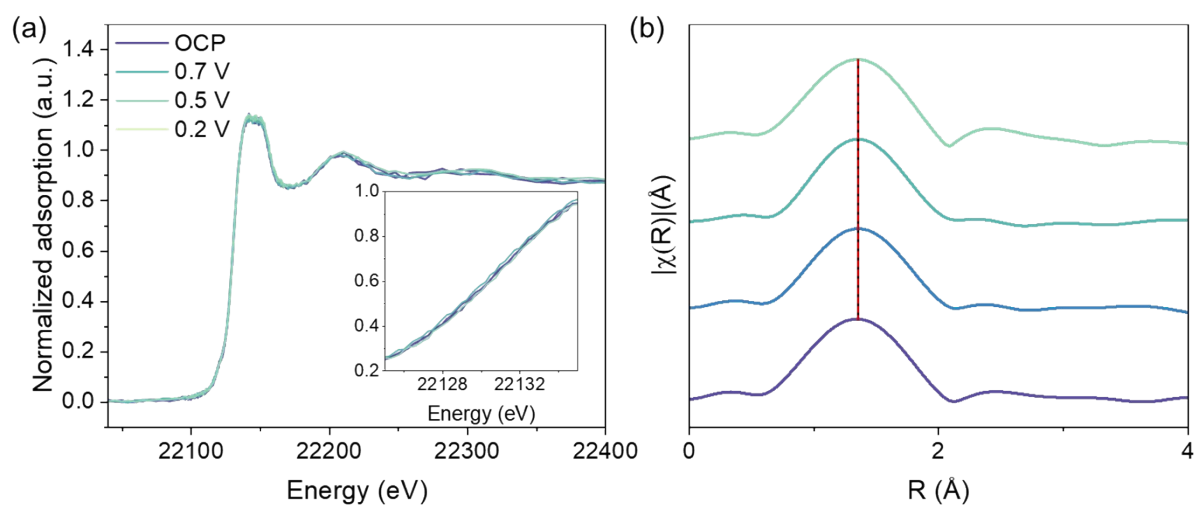 (a)
OCP
0.7 V
0.5 V
0.2 V
Normalized adsorption (a.u.)
1.4
1.2
1.0
0.8
0.6
0.4
0.2
0.0
22100
22200
22300
22400
Energy (eV)
1.0
0.8
0.6
0.4
0.2
22128
22132
Energy (eV)
(b)
|χ(R)|(Å)
0
2
4
R (Å)